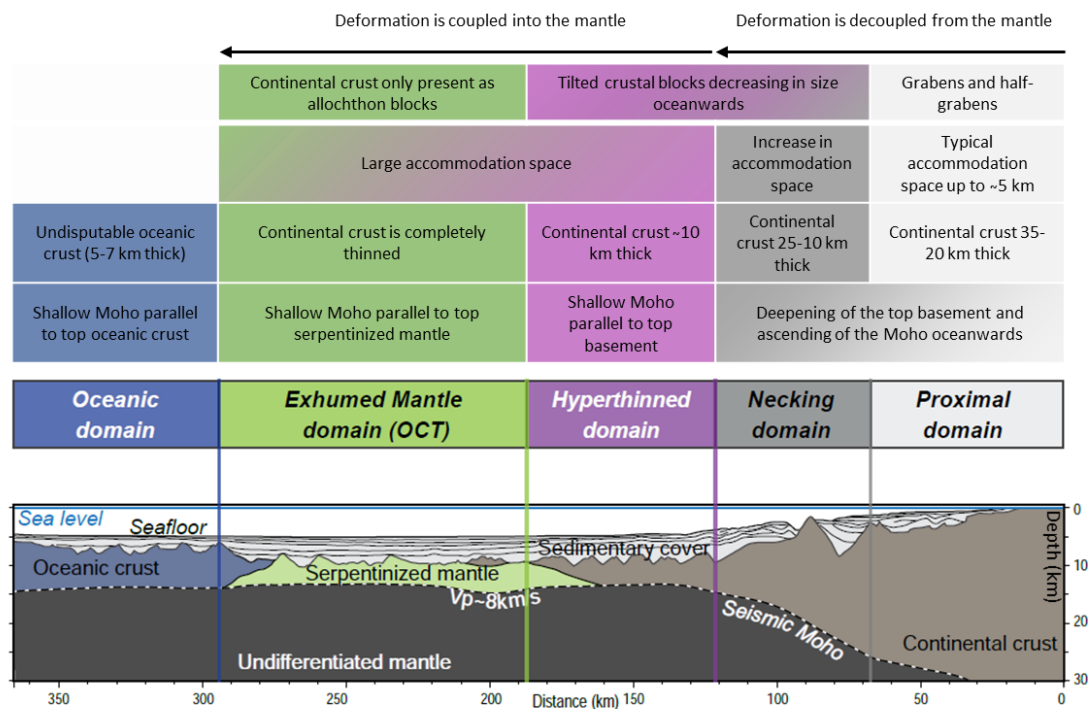 Deformation is coupled into the mantle
Deformation is decoupled from the mantle
Continental crust only present as
allochthon blocks
Tilted crustal blocks decreasing in size
oceanwards
Grabens and half-
grabens
Large accommodation space
Increase in
accommodation
space
Typical
accommodation
space up to ~5 km
Undisputable oceanic
crust (5-7 km thick)
Continental crust is completely
thinned
Continental crust ~10
km thick
Continental
crust 25-10 km
thick
Continental crust 35-
20 km thick
Shallow Moho parallel
to top oceanic crust
Shallow Moho parallel to top
serpentinized mantle
Shallow Moho
parallel to top
basement
Deepening of the top basement and
ascending of the Moho oceanwards
Oceanic
domain
Exhumed Mantle
domain (OCT)
Hyperthinned
domain
Necking
domain
Proximal
domain
Sea level
Seafloor
Sedimentary cover
Oceanic crust
Serpentinized mantle
Vp~8km/s
Seismic Moho
Continental crust
Undifferentiated mantle
Depth (km)
0
10
20
30
350
300
250
200
Distance (km)
150
100
50
0